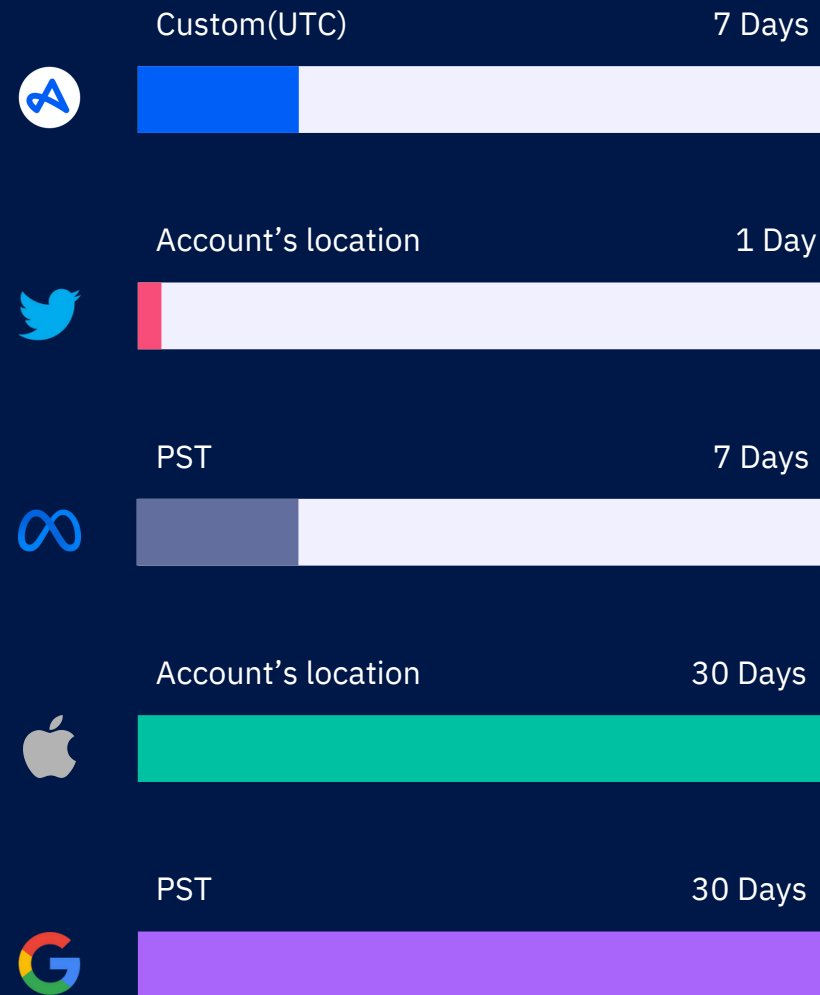 Custom(UTC) 7 Days
Account’s location 1 Day
PST 7 Days
Account’s location 30 Days
PST 30 Days